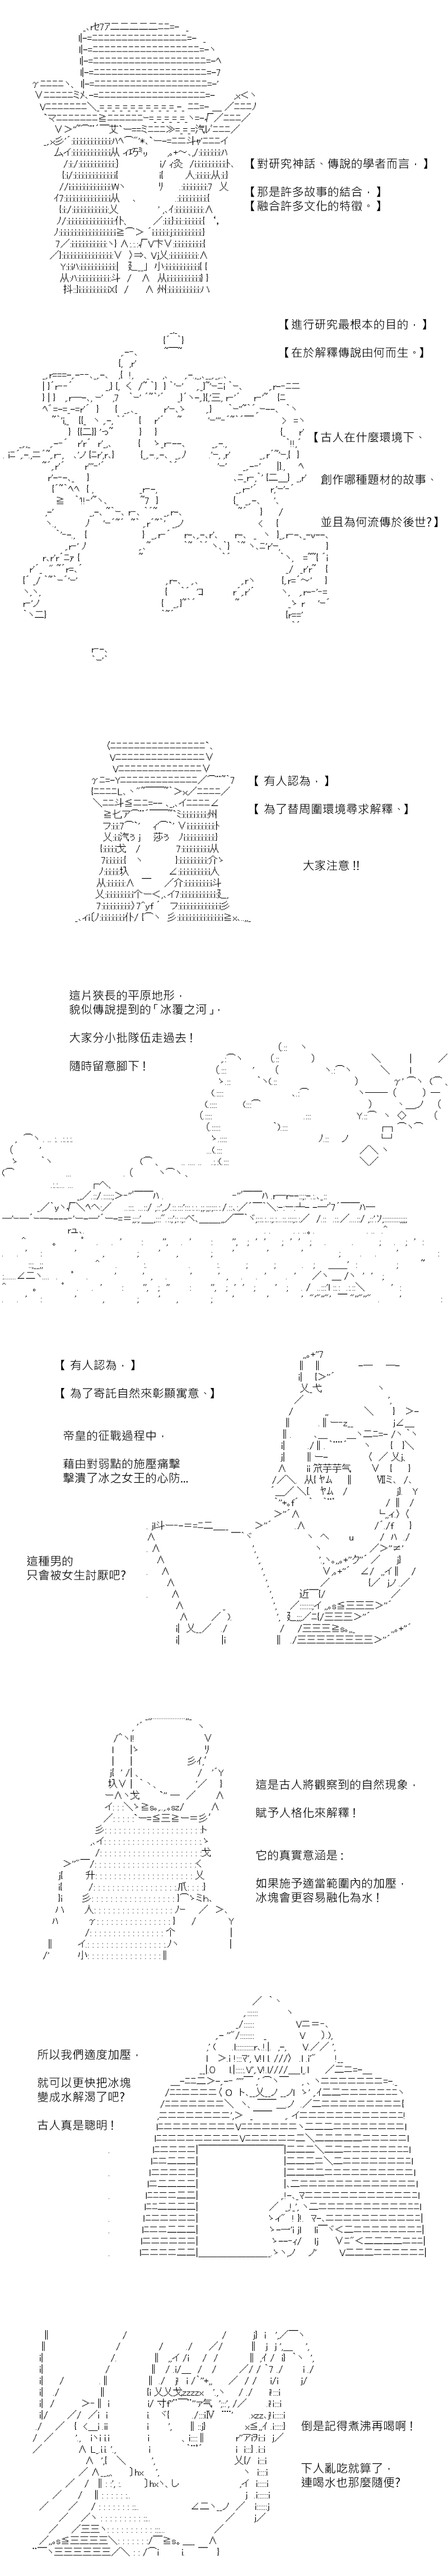 【對研究神話、傳說的學者而言，】
【那是許多故事的結合，】
【融合許多文化的特徵。】
【進行研究最根本的目的，】
【在於解釋傳說由何而生。】
【古人在什麼環境下、
創作哪種題材的故事、
並且為何流傳於後世?】
【 有人認為，】
【 為了替周圍環境尋求解釋、】
大家注意 !!
這片狹長的平原地形，
貌似傳說提到的「冰覆之河」，
大家分小批隊伍走過去！
隨時留意腳下！
【 有人認為，】
【 為了寄託自然來彰顯寓意、】
帝皇的征戰過程中，
藉由對弱點的施壓痛擊
擊潰了冰之女王的心防...
這種男的
只會被女生討厭吧?
這是古人將觀察到的自然現象，
賦予人格化來解釋！
它的真實意涵是：
如果施予適當範圍內的加壓，
冰塊會更容易融化為水！
所以我們適度加壓，
就可以更快把冰塊
變成水解渴了吧?
古人真是聰明！
倒是記得煮沸再喝啊！
下人亂吃就算了，
連喝水也那麼隨便?